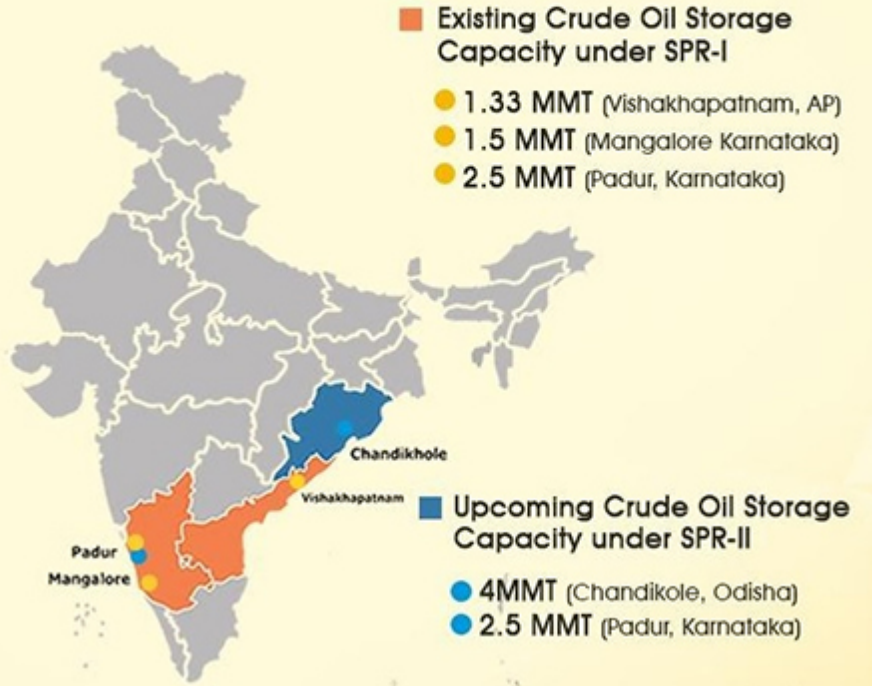 Existing Crude Oil Storage
Capacity under SPR-I
1.33 MMT (Vishakhapatnam, AP)
1.5 MMT (Mangalore Karnataka)
2.5 MMT (Padur, Karnataka)
Chandikhole
Vishakhapatnam
Padur
Mangalore
Upcoming Crude Oil Storage
Capacity under SPR-II
4MMT (Chandikole, Odisha)
2.5 MMT (Padur, Karnataka)